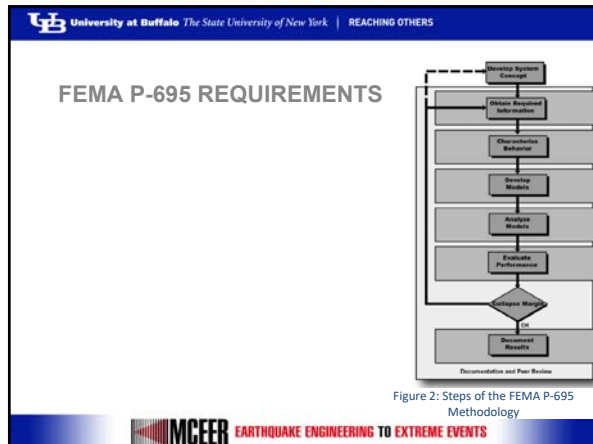 UB University at Buffalo The State University of New York | REACHING OTHERS
FEMA P-695 REQUIREMENTS
Develop System
Concept
Obtain Required
Information
Characterize
Behavior
Develop
Models
Analyze
Models
Evaluate
Performance
Collapse Margin
OK
Document
Results
Documentation and Peer Review
Figure 2: Steps of the FEMA P-695
Methodology
MCEER EARTHQUAKE ENGINEERING TO EXTREME EVENTS